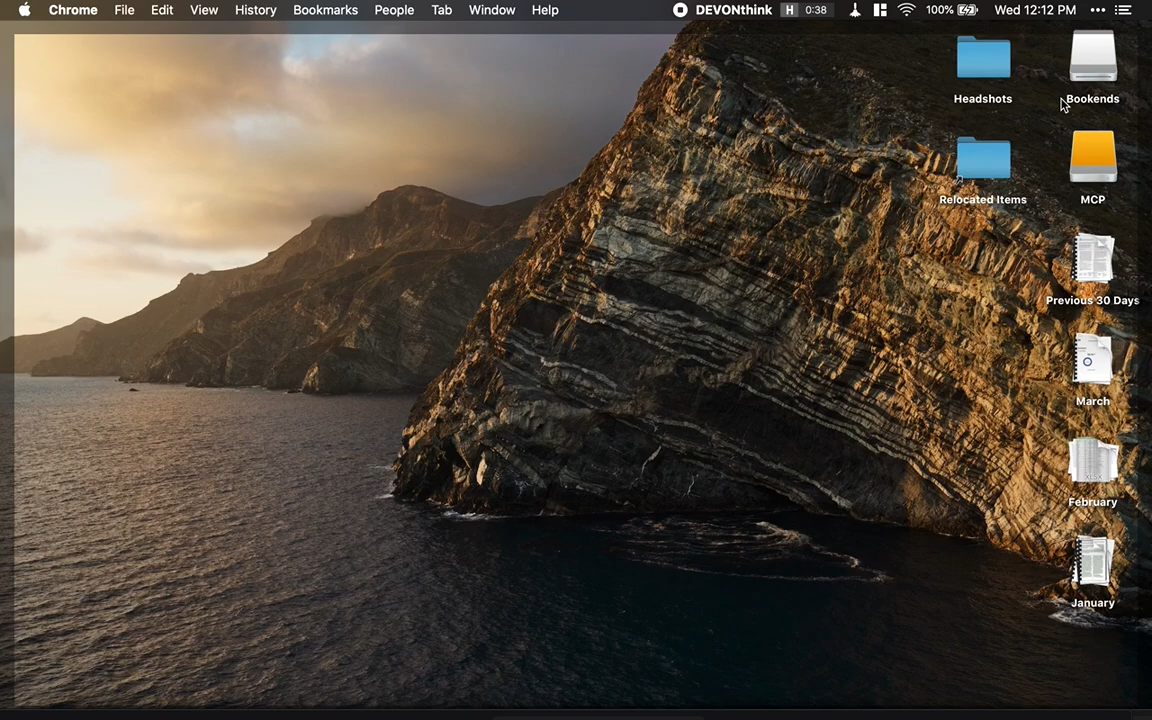 Chrome File Edit View History Bookmarks People Tab Window Help DEVONthink H 0:38 100% Wed 12:12 PM
Headshots Bookends
Relocated Items MCP
Previous 30 Days
March
February
January